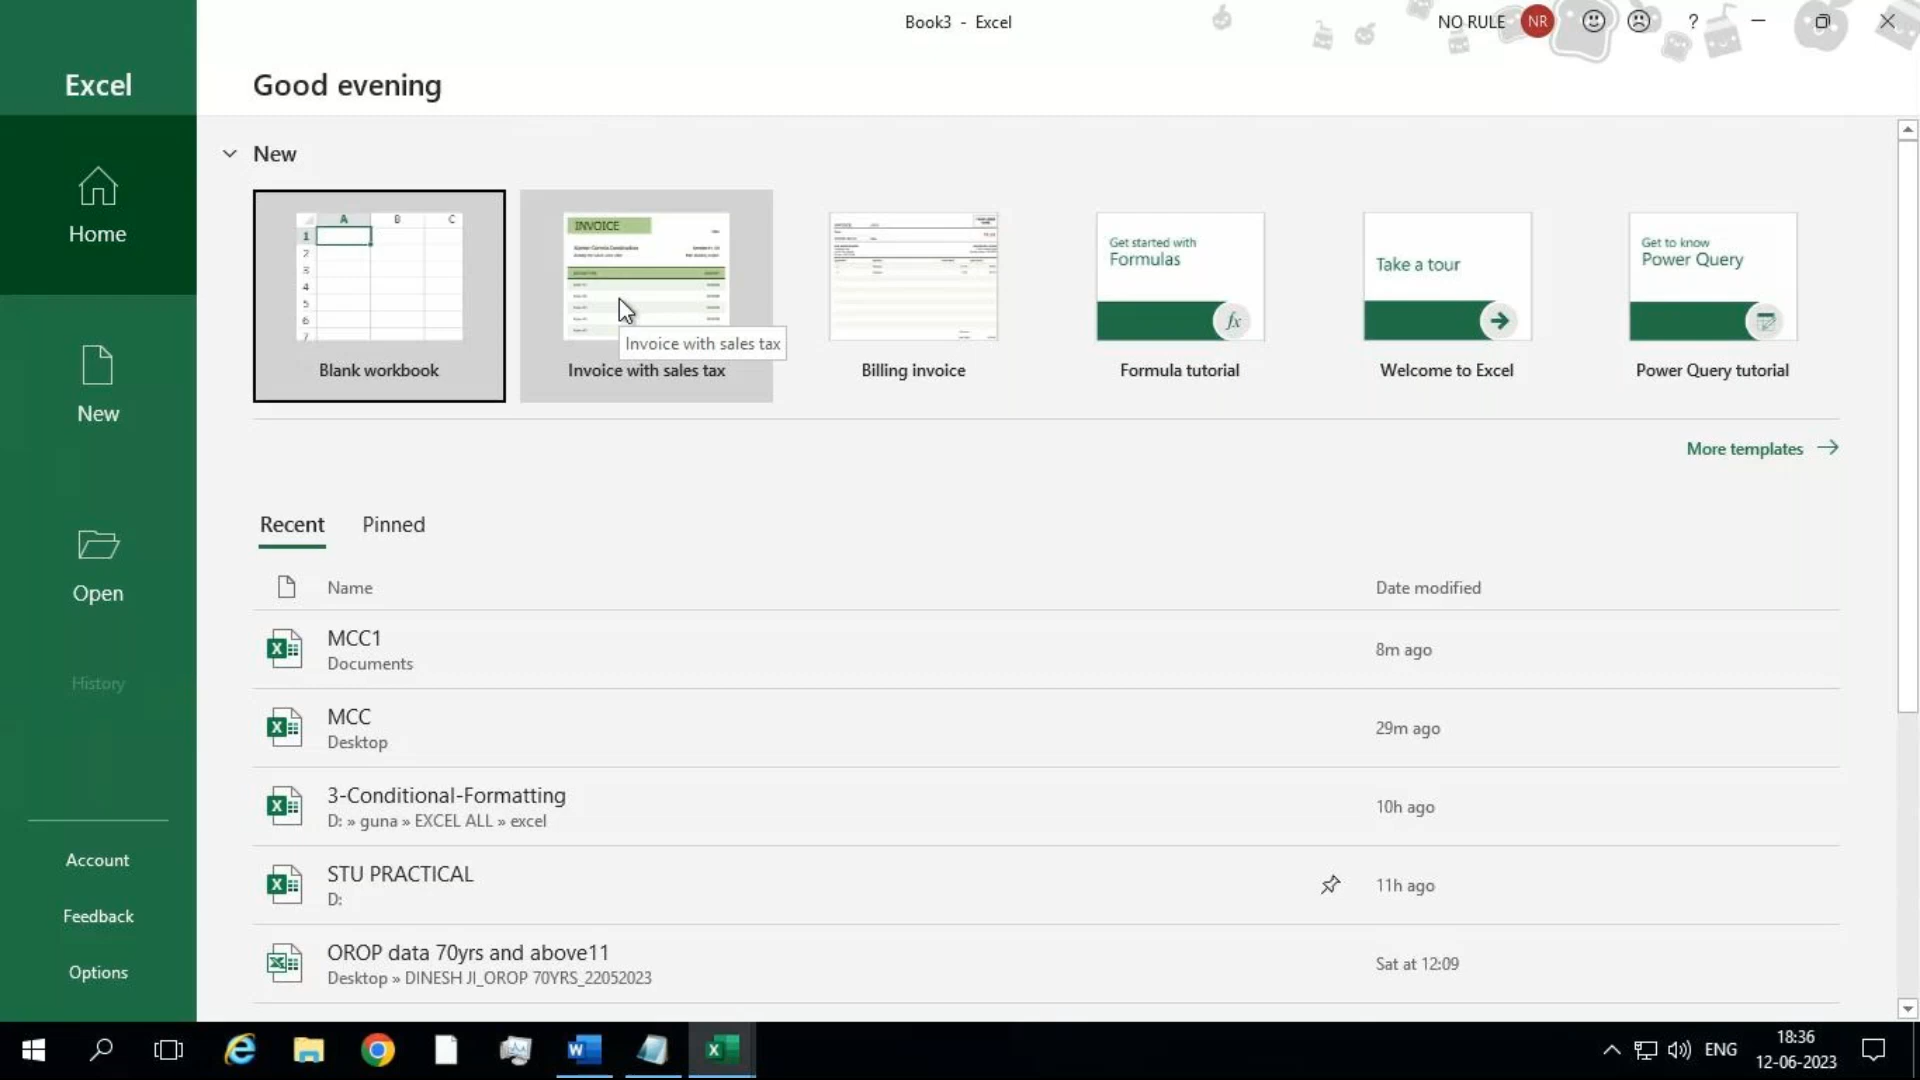 Book3 - Excel
NO RULE NR ?
Excel
Good evening
Home
New
Open
History
Account
Feedback
Options
New
A B C
1
2
3
4
5
6
7
Blank workbook
INVOICE
Invoice with sales tax
Invoice with sales tax
Billing invoice
Get started with
Formulas
fx
Formula tutorial
Take a tour
Welcome to Excel
Get to know
Power Query
Power Query tutorial
More templates
Recent Pinned
Name Date modified
MCC1
Documents
8m ago
MCC
Desktop
29m ago
3-Conditional-Formatting
D: » guna » EXCEL ALL » excel
10h ago
STU PRACTICAL
D:
11h ago
OROP data 70yrs and above11
Desktop » DINESH JI_OROP 70YRS_22052023
Sat at 12:09
ENG
18:36
12-06-2023